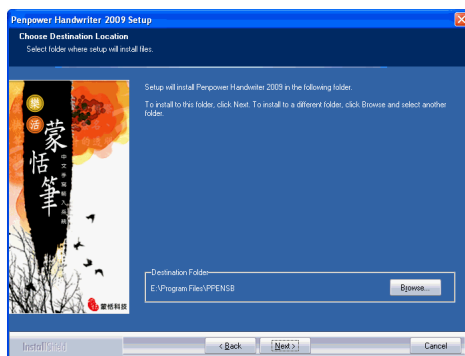 Penpower Handwriter 2009 Setup
Choose Destination Location
Select folder where setup will install files.
Setup will install Penpower Handwriter 2009 in the following folder.
To install to this folder, click Next. To install to a different folder, click Browse and select another
folder.
樂活
蒙恬筆
中文手寫輸入系統
蒙恬科技
Destination Folder
E:\Program Files\PPENSB
Browse...
InstallShield
< Back
Next >
Cancel